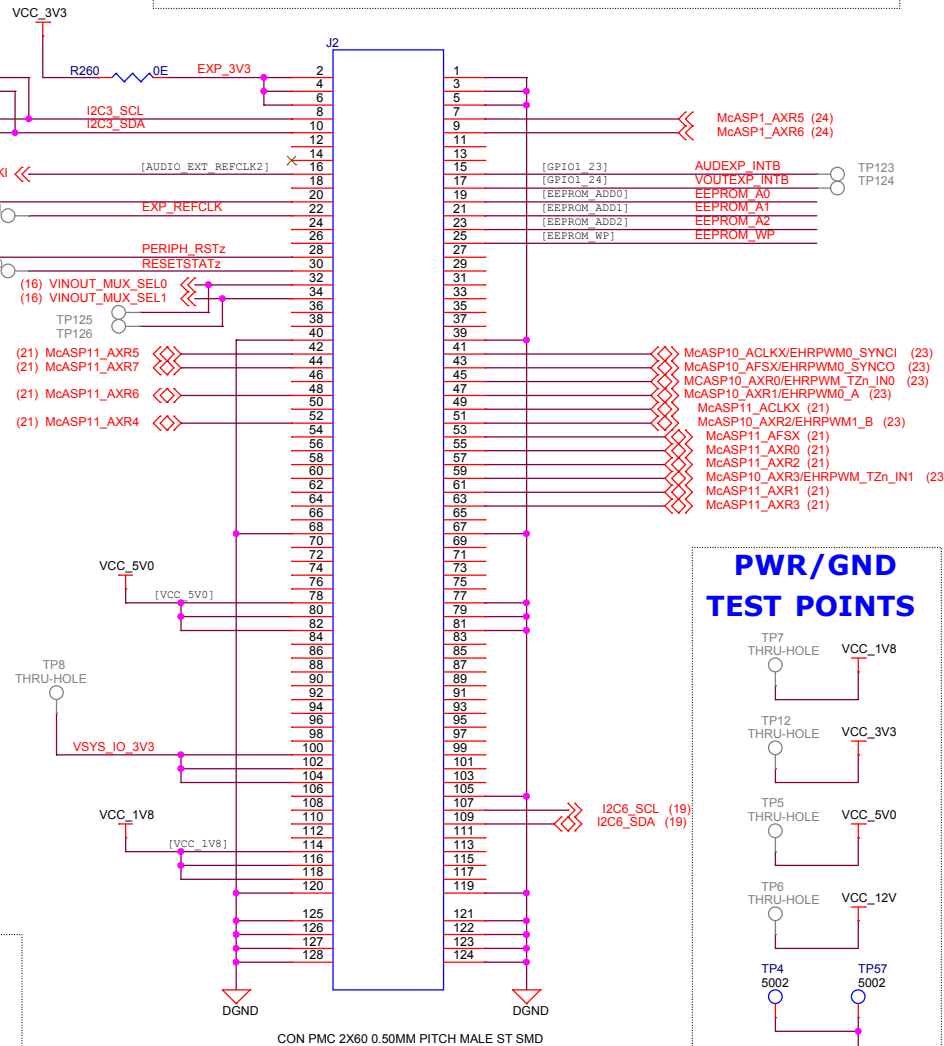 VCC_3V3
J2
R260 0E EXP_3V3 2 1
4 3
6 5
I2C3_SCL 8 7 McASP1_AXR5 (24)
I2C3_SDA 10 9 McASP1_AXR6 (24)
12 11
14 13
KI [AUDIO_EXT_REFCLK2] 16 15 [GPIO1_23] AUDEXP_INTB TP123
18 17 [GPIO1_24] VOUTEXP_INTB TP124
20 19 [EEPROM_ADD0] EEPROM_A0
EXP_REFCLK 22 21 [EEPROM_ADD1] EEPROM_A1
24 23 [EEPROM_ADD2] EEPROM_A2
26 25 [EEPROM_WP] EEPROM_WP
PERIPH_RSTz 28 27
RESETSTATz 30 29
(16) VINOUT_MUX_SEL0 32 31
(16) VINOUT_MUX_SEL1 34 33
36 35
TP125 38 37
TP126 40 39
(21) McASP11_AXR5 42 41 McASP10_ACLKX/EHRPWM0_SYNCI (23)
(21) McASP11_AXR7 44 43 McASP10_AFSX/EHRPWM0_SYNCO (23)
46 45 MCASP10_AXR0/EHRPWM_TZn_IN0 (23)
(21) McASP11_AXR6 48 47 McASP10_AXR1/EHRPWM0_A (23)
50 49 McASP11_ACLKX (21)
(21) McASP11_AXR4 52 51 McASP10_AXR2/EHRPWM1_B (23)
54 53 McASP11_AFSX (21)
56 55 McASP11_AXR0 (21)
58 57 McASP11_AXR2 (21)
60 59 McASP10_AXR3/EHRPWM_TZn_IN1 (23
62 61 McASP11_AXR1 (21)
64 63 McASP11_AXR3 (21)
66 65
68 67
70 69
72 71
VCC_5V0 74 73
76 75
[VCC_5V0] 78 77
80 79
82 81
84 83
86 85
88 87
90 89
92 91
94 93
96 95
98 97
TP8
THRU-HOLE
VSYS_IO_3V3 100 99
102 101
104 103
106 105
108 107 I2C6_SCL (19)
VCC_1V8 110 109 I2C6_SDA (19)
112 111
[VCC_1V8] 114 113
116 115
118 117
120 119
125 121
126 122
127 123
128 124
DGND DGND
CON PMC 2X60 0.50MM PITCH MALE ST SMD
PWR/GND
TEST POINTS
TP7
THRU-HOLE VCC_1V8
TP12
THRU-HOLE VCC_3V3
TP5
THRU-HOLE VCC_5V0
TP6
THRU-HOLE VCC_12V
TP4 TP57
5002 5002